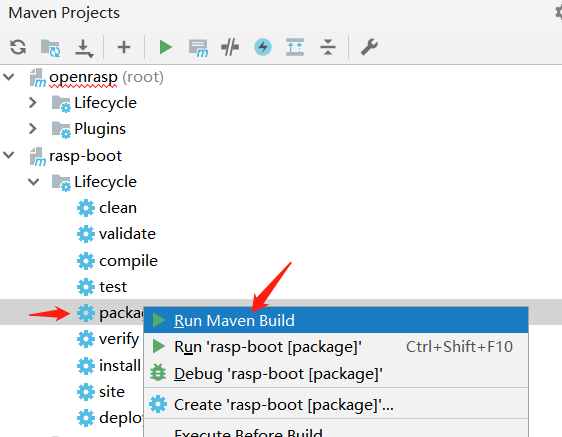 Maven Projects
openrasp (root)
Lifecycle
Plugins
rasp-boot
Lifecycle
clean
validate
compile
test
packag
Run Maven Build
verify
Run 'rasp-boot [package]' Ctrl+Shift+F10
install
Debug 'rasp-boot [package]'
site
Create 'rasp-boot [package]'...
deploy
Execute Before Build